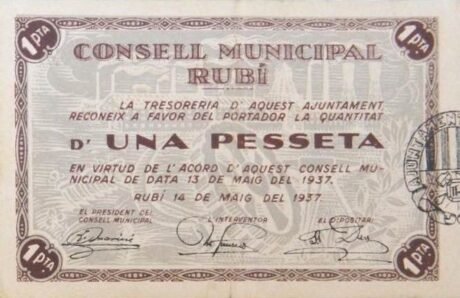 1 PTA 1 PTA
CONSELL MUNICIPAL
RUBÍ
LA TRESORERIA D'AQUEST AJUNTAMENT
RECONEIX A FAVOR DEL PORTADOR LA QUANTITAT
D' UNA PESSETA
EN VIRTUD DE L'ACORD D'AQUEST CONSELL MU-
NICIPAL DE DATA 13 DE MAIG DEL 1937.
RUBÍ 14 DE MAIG DEL 1937
EL PRESIDENT DEL
CONSELL MUNICIPAL
L'INTERVENTOR
EL DIPOSITARI
1 PTA 1 PTA